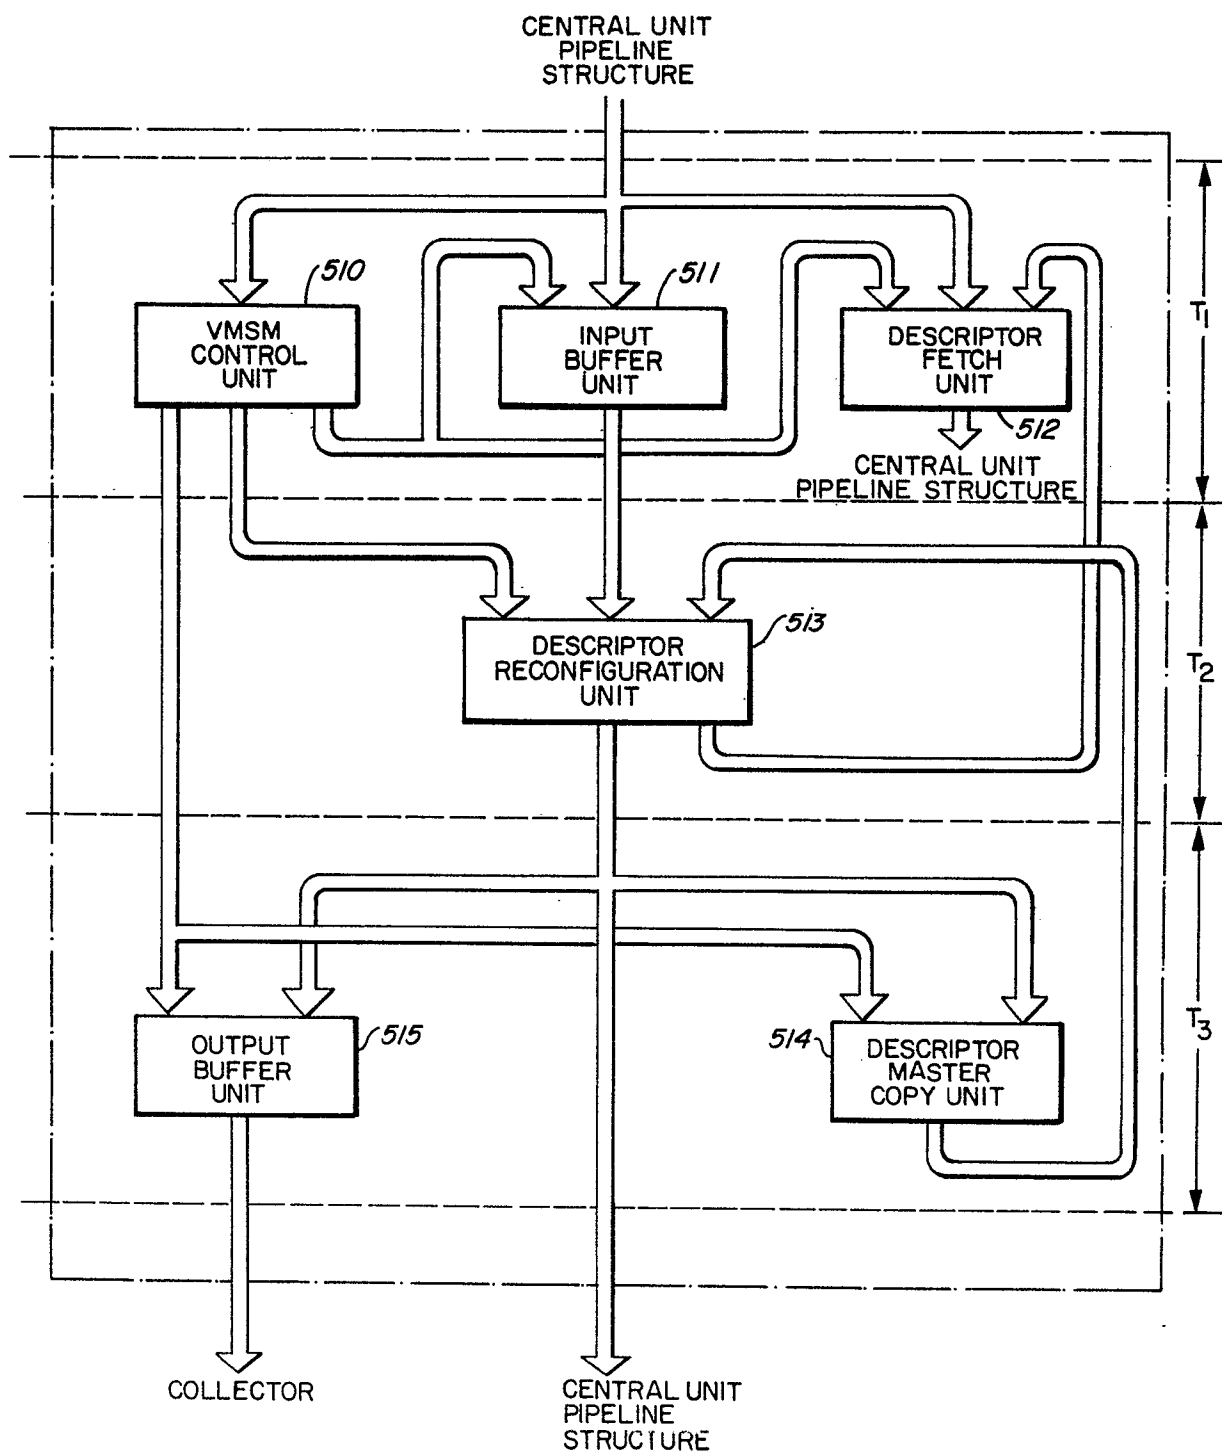 CENTRAL UNIT
PIPELINE
STRUCTURE
510
511
VMSM
CONTROL
UNIT
INPUT
BUFFER
UNIT
DESCRIPTOR
FETCH
UNIT
T1
512
CENTRAL UNIT
PIPELINE STRUCTURE
513
DESCRIPTOR
RECONFIGURATION
UNIT
T2
515
OUTPUT
BUFFER
UNIT
514
DESCRIPTOR
MASTER
COPY UNIT
T3
COLLECTOR
CENTRAL UNIT
PIPELINE
STRUCTURE